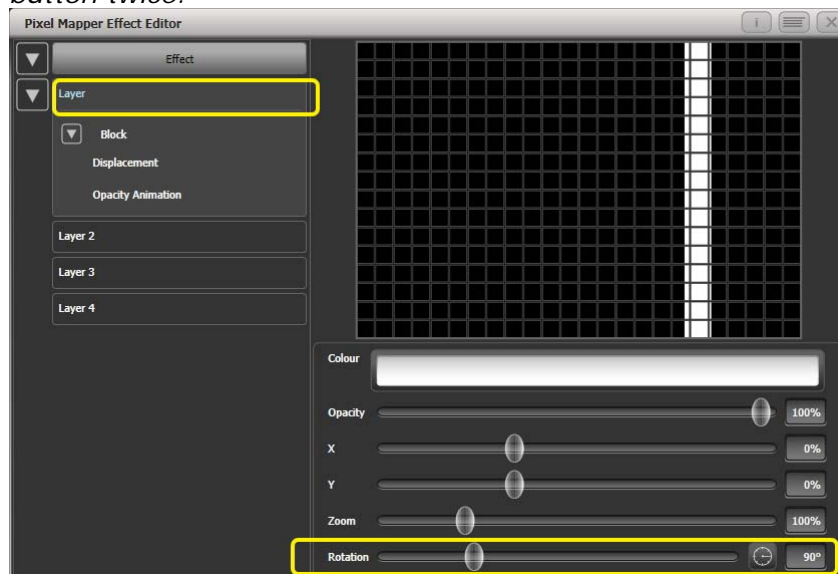 button twice.
Pixel Mapper Effect Editor
Effect
Layer
Block
Displacement
Opacity Animation
Layer 2
Layer 3
Layer 4
Colour
Opacity 100%
X 0%
Y 0%
Zoom 100%
Rotation 90°